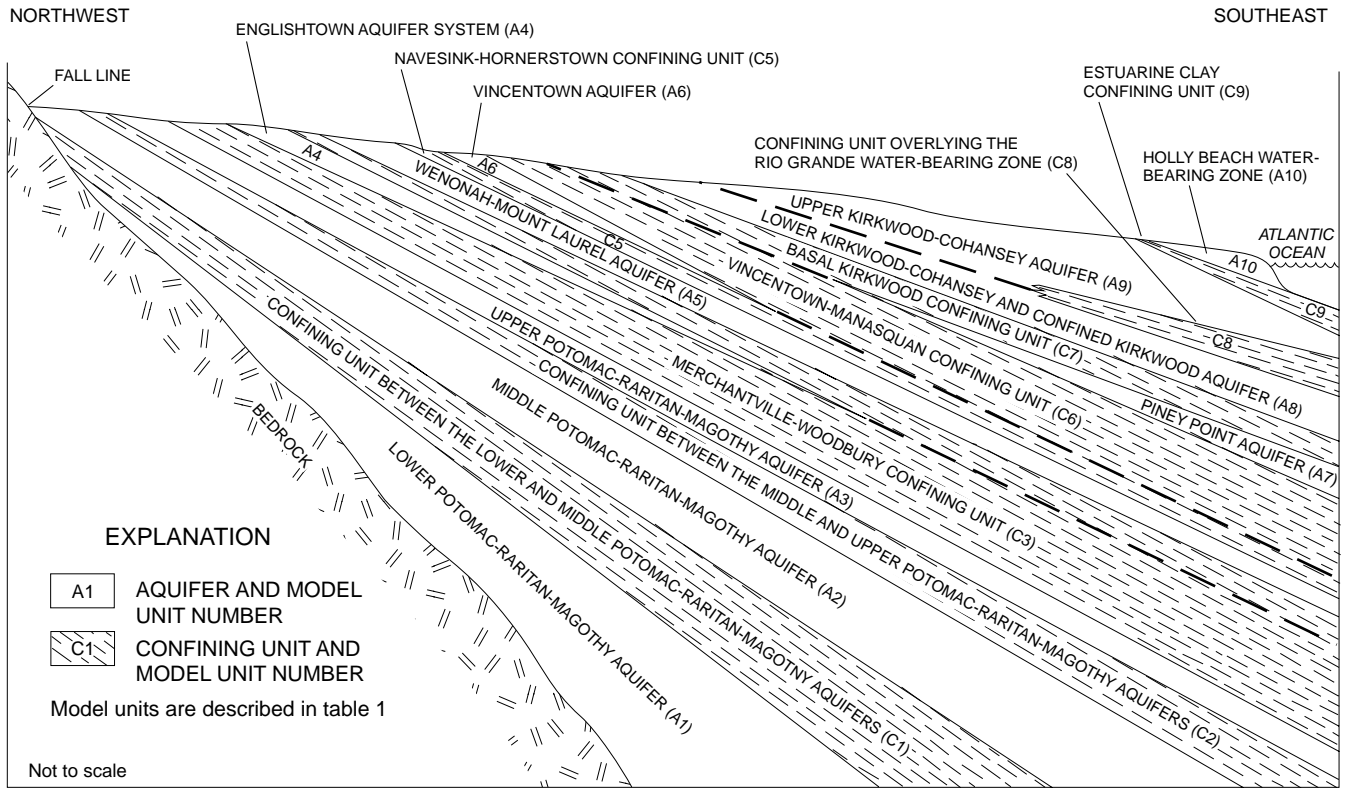 NORTHWEST
SOUTHEAST
ENGLISHTOWN AQUIFER SYSTEM (A4)
NAVESINK-HORNERSTOWN CONFINING UNIT (C5)
VINCENTOWN AQUIFER (A6)
FALL LINE
ESTUARINE CLAY
CONFINING UNIT (C9)
CONFINING UNIT OVERLYING THE
RIO GRANDE WATER-BEARING ZONE (C8)
HOLLY BEACH WATER-
BEARING ZONE (A10)
ATLANTIC
OCEAN
A4
A6
C5
A10
C9
C8
UPPER KIRKWOOD-COHANSEY AQUIFER (A9)
LOWER KIRKWOOD-COHANSEY AND CONFINED KIRKWOOD AQUIFER (A8)
BASAL KIRKWOOD CONFINING UNIT (C7)
PINEY POINT AQUIFER (A7)
VINCENTOWN-MANASQUAN CONFINING UNIT (C6)
WENONAH-MOUNT LAUREL AQUIFER (A5)
MERCHANTVILLE-WOODBURY CONFINING UNIT (C3)
UPPER POTOMAC-RARITAN-MAGOTHY AQUIFER (A3)
CONFINING UNIT BETWEEN THE MIDDLE AND UPPER POTOMAC-RARITAN-MAGOTHY AQUIFERS (C2)
MIDDLE POTOMAC-RARITAN-MAGOTHY AQUIFER (A2)
CONFINING UNIT BETWEEN THE LOWER AND MIDDLE POTOMAC-RARITAN-MAGOTNY AQUIFERS (C1)
LOWER POTOMAC-RARITAN-MAGOTHY AQUIFER (A1)
BEDROCK
EXPLANATION
A1
AQUIFER AND MODEL
UNIT NUMBER
C1
CONFINING UNIT AND
MODEL UNIT NUMBER
Model units are described in table 1
Not to scale